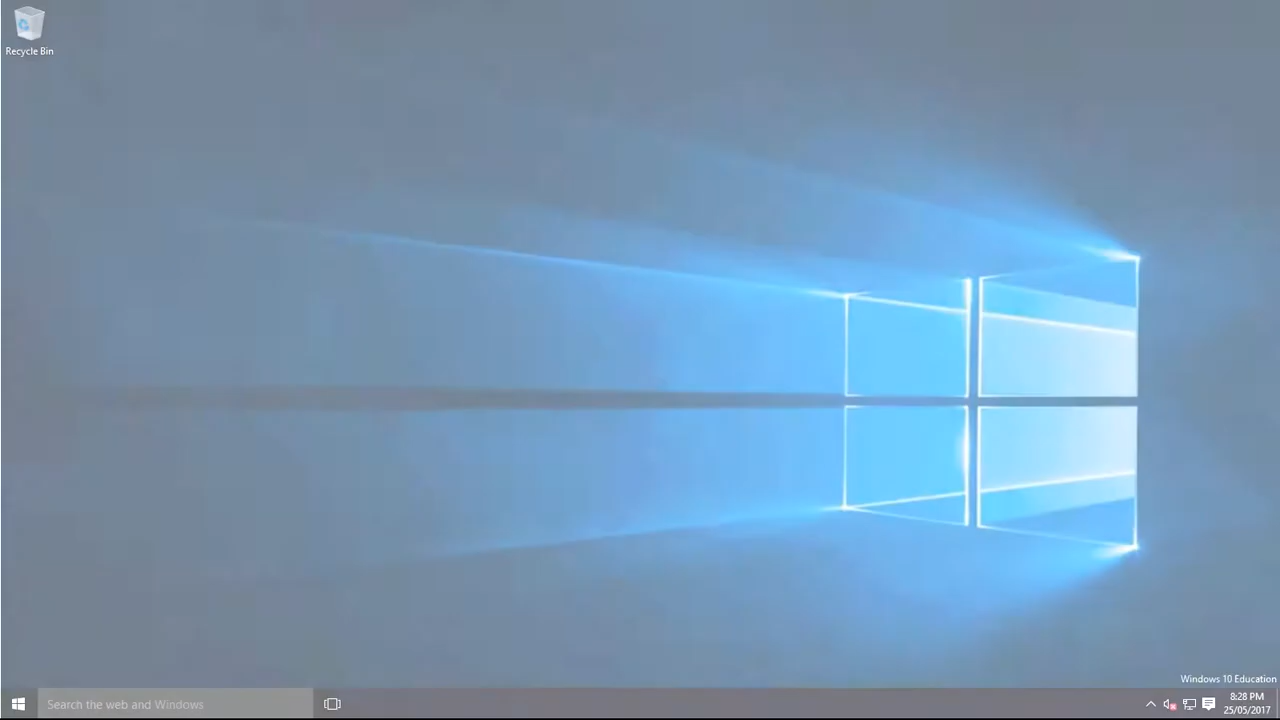 Recycle Bin
Windows 10 Education
Search the web and Windows
8:28 PM
25/05/2017